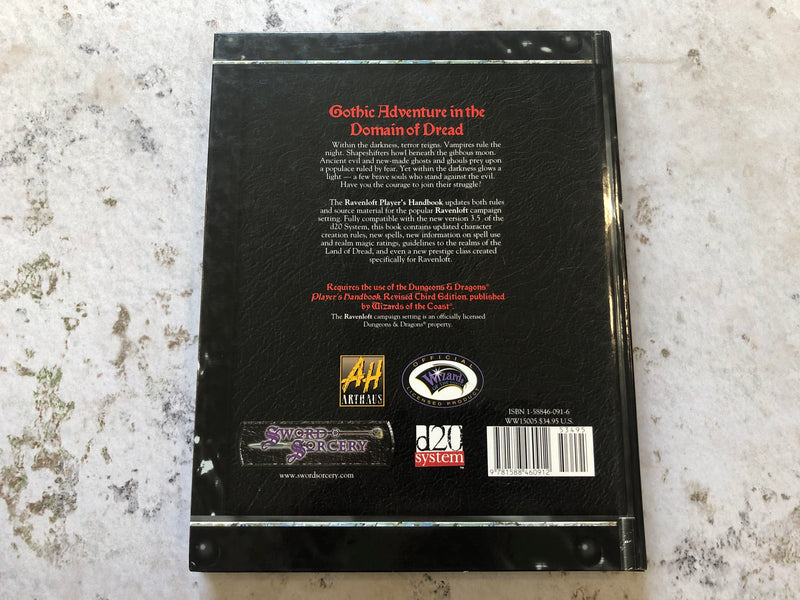 Gothic Adventure in the
Domain of Dread
Within the darkness, terror reigns. Vampires rule the
night. Shapeshifters howl beneath the gibbous moon.
Ancient evil and new-made ghosts and ghouls prey upon
a populace ruled by fear. Yet within the darkness glows a
light — a few brave souls who stand against the evil.
Have you the courage to join their struggle?
The Ravenloft Player's Handbook updates both rules
and source material for the popular Ravenloft campaign
setting. Fully compatible with the new version 3.5 of the
d20 System, this book contains updated character
creation rules, new spells, new information on spell use
and realm magic ratings, guidelines to the realms of the
Land of Dread, and even a new prestige class created
specifically for Ravenloft.
Requires the use of the Dungeons & Dragons®
Player's Handbook, Revised Third Edition, published
by Wizards of the Coast®.
The Ravenloft campaign setting is an officially licensed
Dungeons & Dragons® property.
AH
ARTHAUS
OFFICIAL
Wizards
LICENSED PRODUCT
SWORD
SORCERY
www.swordsorcery.com
d20
system™
ISBN 1-58846-091-6
WW15005 $34.95 U.S.
53495
9 781588 460912